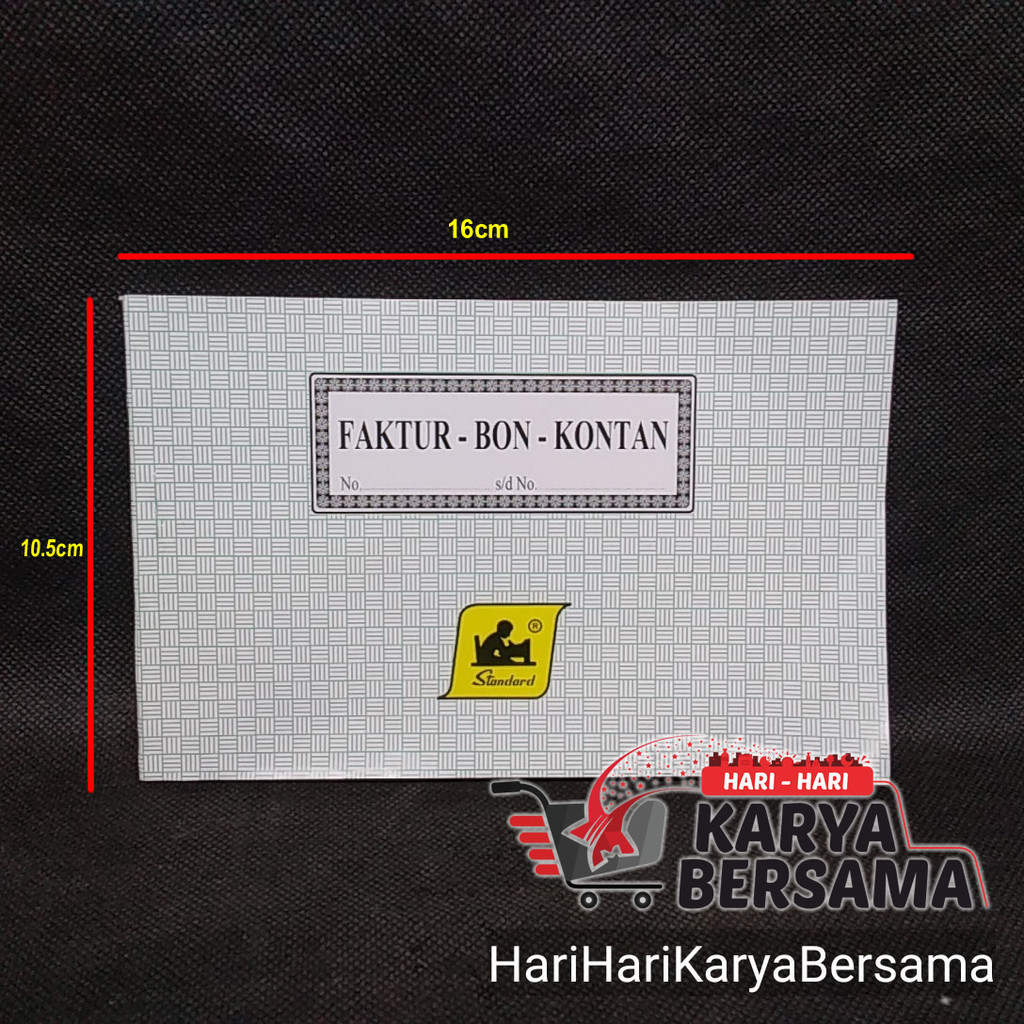 16cm
10.5cm
FAKTUR - BON - KONTAN
No. s/d No.
®
Standard
HARI - HARI
KARYA
BERSAMA
HariHariKaryaBersama